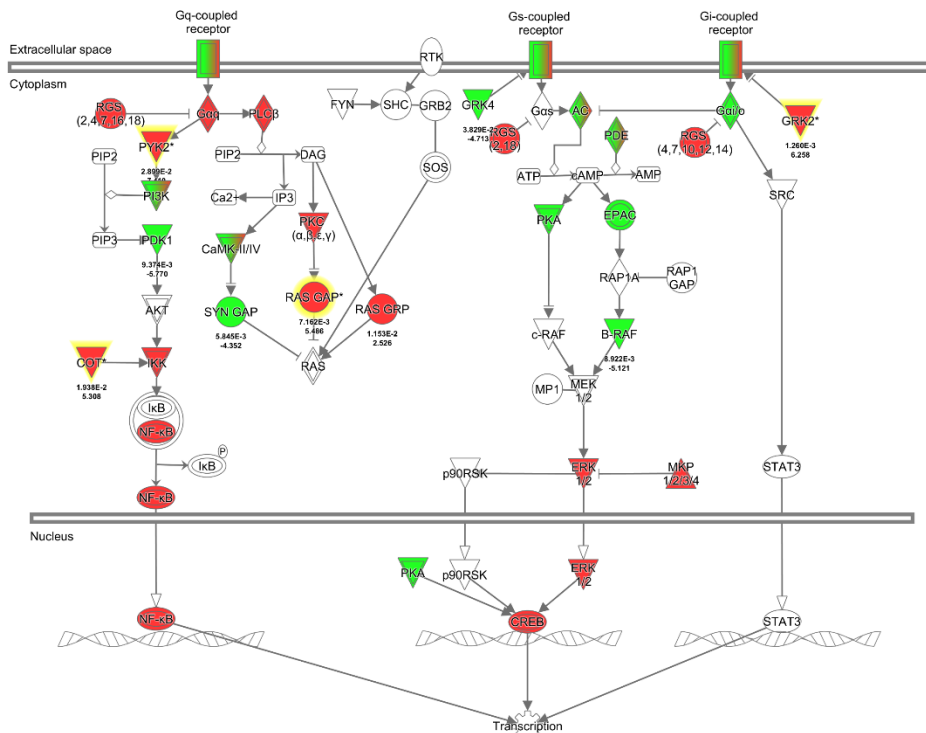 Gq-coupled
receptor
Gs-coupled
receptor
Gi-coupled
receptor
Extracellular space
Cytoplasm
RTK
RGS
(2,4,7,16,18)
Gαq
PLCβ
FYN
SHC
GRB2
GRK4
3.829E-2
-4.713
RGS
(2,18)
Gαs
AC
PDE
Gαi/o
RGS
(4,7,10,12,14)
GRK2*
1.260E-3
6.258
PYK2*
2.899E-2
PIP2
PIP2
DAG
SOS
ATP
cAMP
AMP
SRC
PI3K
Ca2+
IP3
PKC
(α,β,ε,γ)
PKA
EPAC
PIP3
PDK1
9.374E-3
-5.770
CaMK-II/IV
RAP1A
RAP1
GAP
AKT
SYN GAP
5.845E-3
-4.352
RAS GAP*
7.162E-3
5.486
RAS GRP
1.153E-2
2.526
c-RAF
B-RAF
8.922E-3
-5.121
COT*
1.938E-2
5.308
IKK
RAS
MP1
MEK
1/2
IκB
NF-κB
IκB
P
p90RSK
ERK
1/2
MKP
1/2/3/4
STAT3
NF-κB
Nucleus
PKA
p90RSK
ERK
1/2
NF-κB
CREB
STAT3
Transcription